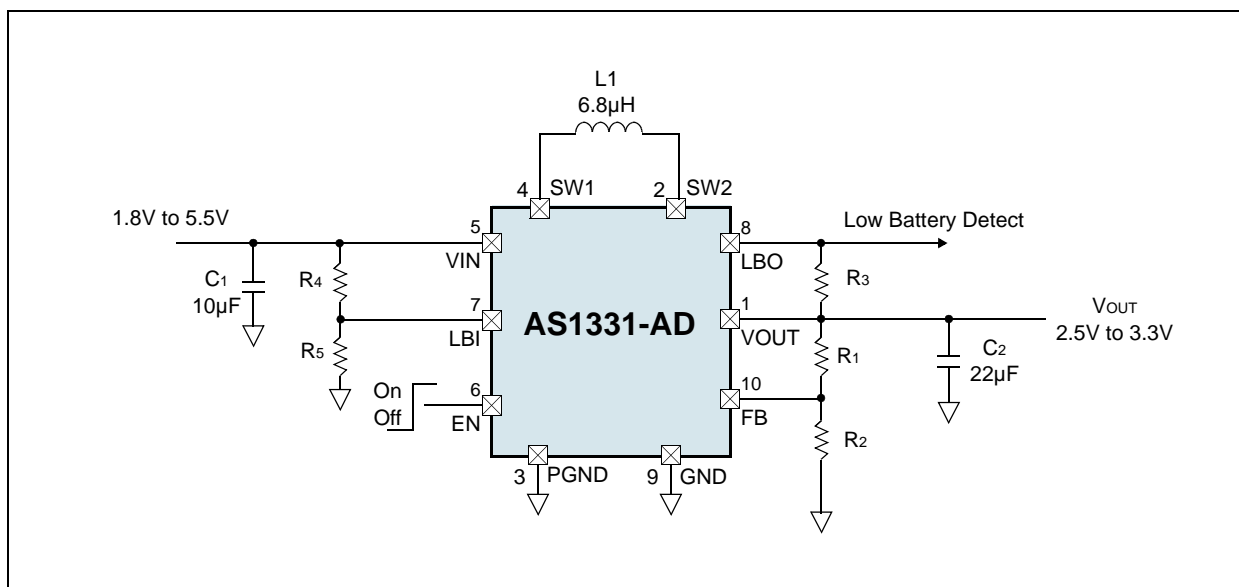 L1
6.8µH
4
SW1
2
SW2
1.8V to 5.5V
5
VIN
8
LBO
Low Battery Detect
C1
10µF
R4
R3
7
LBI
AS1331-AD
1
VOUT
VOUT
2.5V to 3.3V
R5
R1
C2
22µF
On
Off
6
EN
10
FB
R2
3
PGND
9
GND